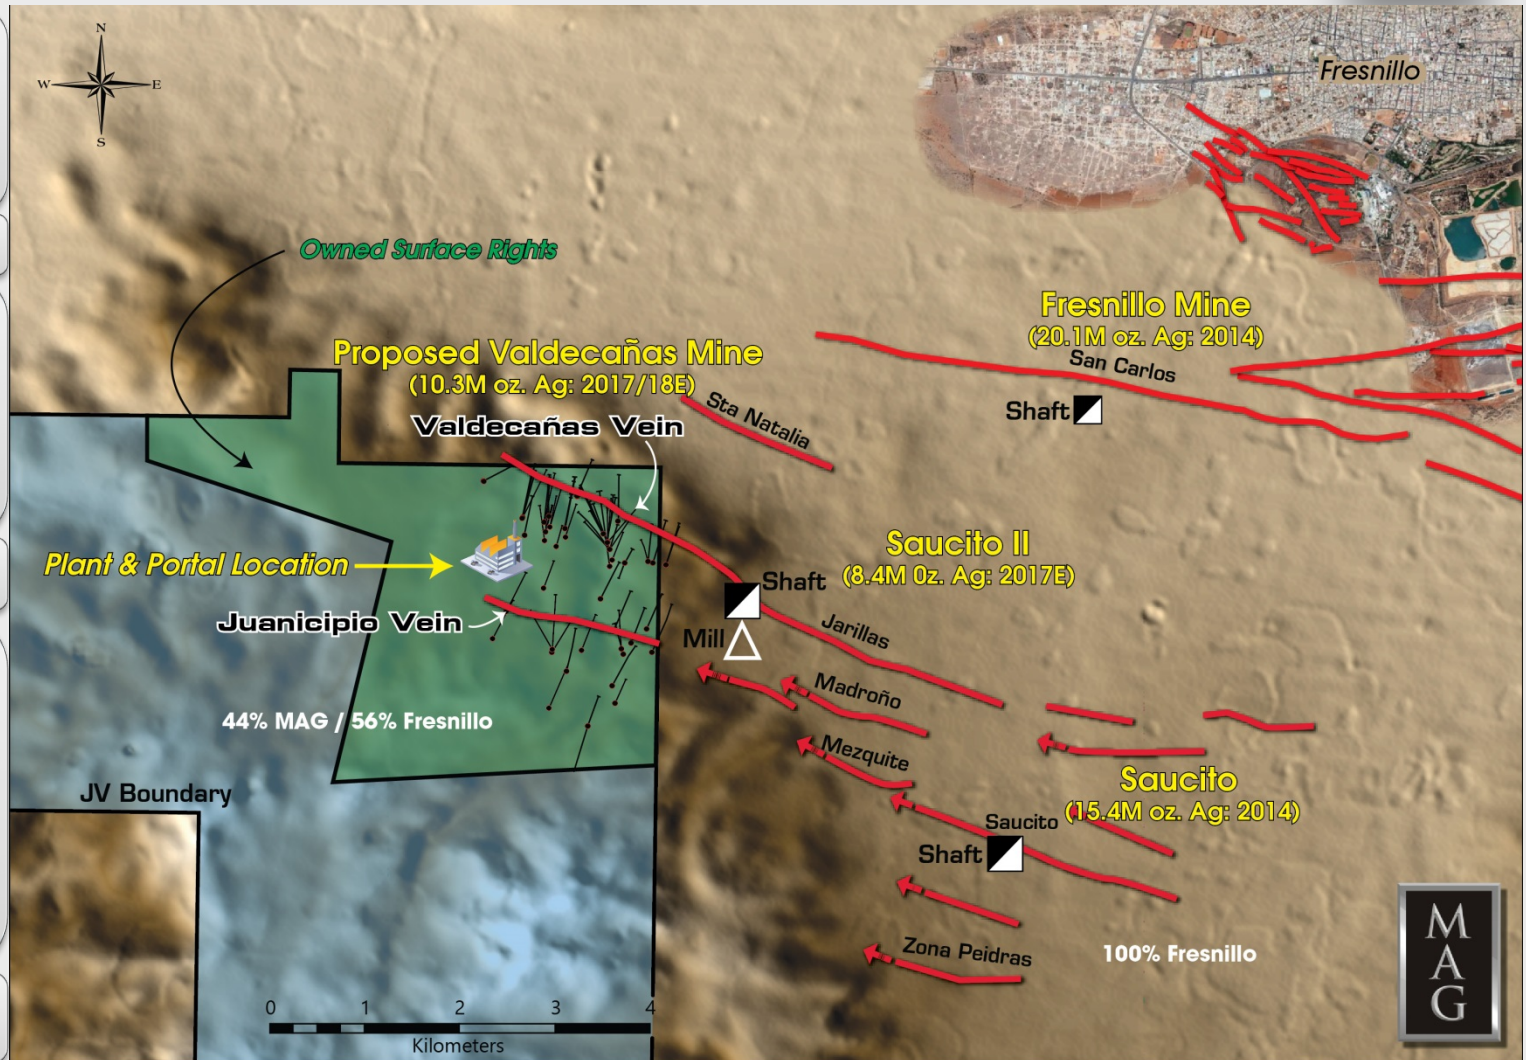 N
W
E
S
Fresnillo
Owned Surface Rights
Fresnillo Mine
(20.1M oz. Ag: 2014)
San Carlos
Shaft
Proposed Valdecañas Mine
(10.3M oz. Ag: 2017/18E)
Sta Natalia
Valdecañas Vein
Saucito II
(8.4M 0z. Ag: 2017E)
Plant & Portal Location
Shaft
Juanicipio Vein
Jarillas
Mill
Madroño
44% MAG / 56% Fresnillo
Mezquite
JV Boundary
Saucito
(15.4M oz. Ag: 2014)
Saucito
Shaft
Zona Peidras
100% Fresnillo
MAG
0 1 2 3 4
Kilometers